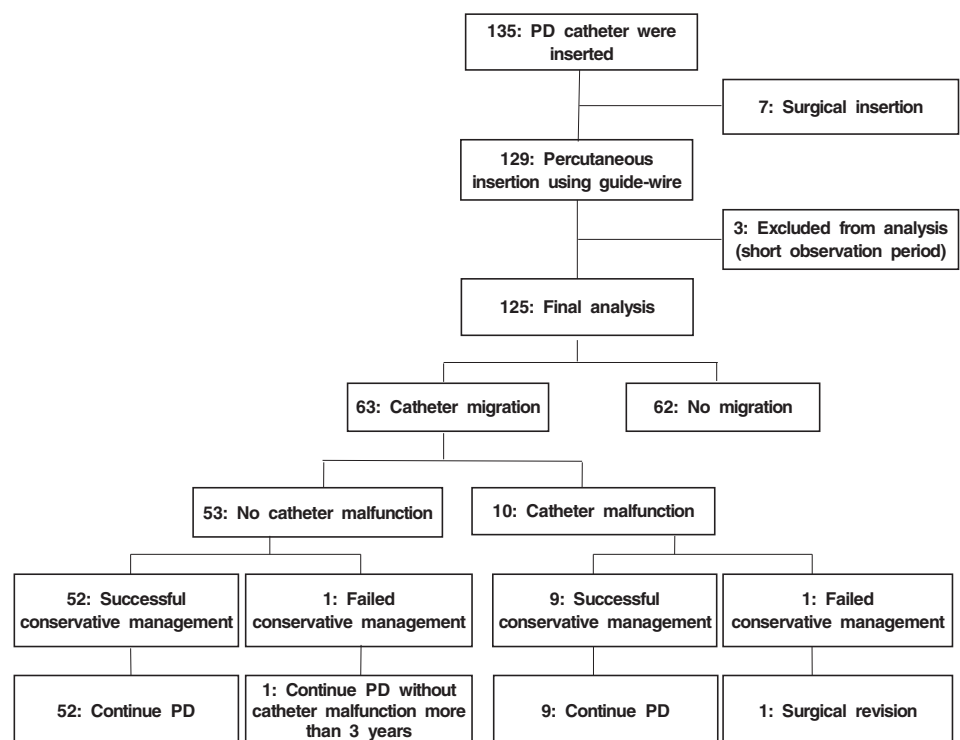 135: PD catheter were
inserted
7: Surgical insertion
129: Percutaneous
insertion using guide-wire
3: Excluded from analysis
(short observation period)
125: Final analysis
63: Catheter migration
62: No migration
53: No catheter malfunction
10: Catheter malfunction
52: Successful
conservative management
1: Failed
conservative management
9: Successful
conservative management
1: Failed
conservative management
52: Continue PD
1: Continue PD without
catheter malfunction more
than 3 years
9: Continue PD
1: Surgical revision